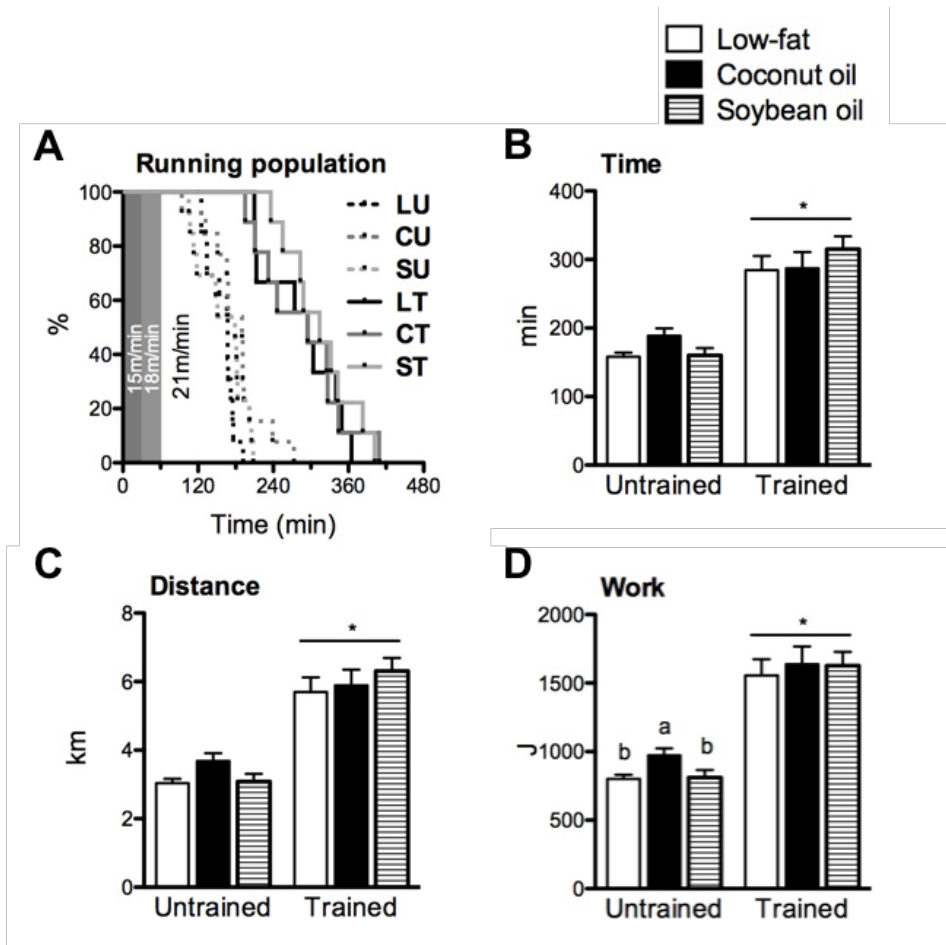 Low-fat
Coconut oil
Soybean oil
A
Running population
100
80
60
40
20
0
%
15m/min
18m/min
21m/min
LU
CU
SU
LT
CT
ST
0 120 240 360 480
Time (min)
B
Time
400
300
200
100
0
min
*
Untrained Trained
C
Distance
8
6
4
2
0
km
*
Untrained Trained
D
Work
2000
1500
1000
500
0
J
b a b
*
Untrained Trained